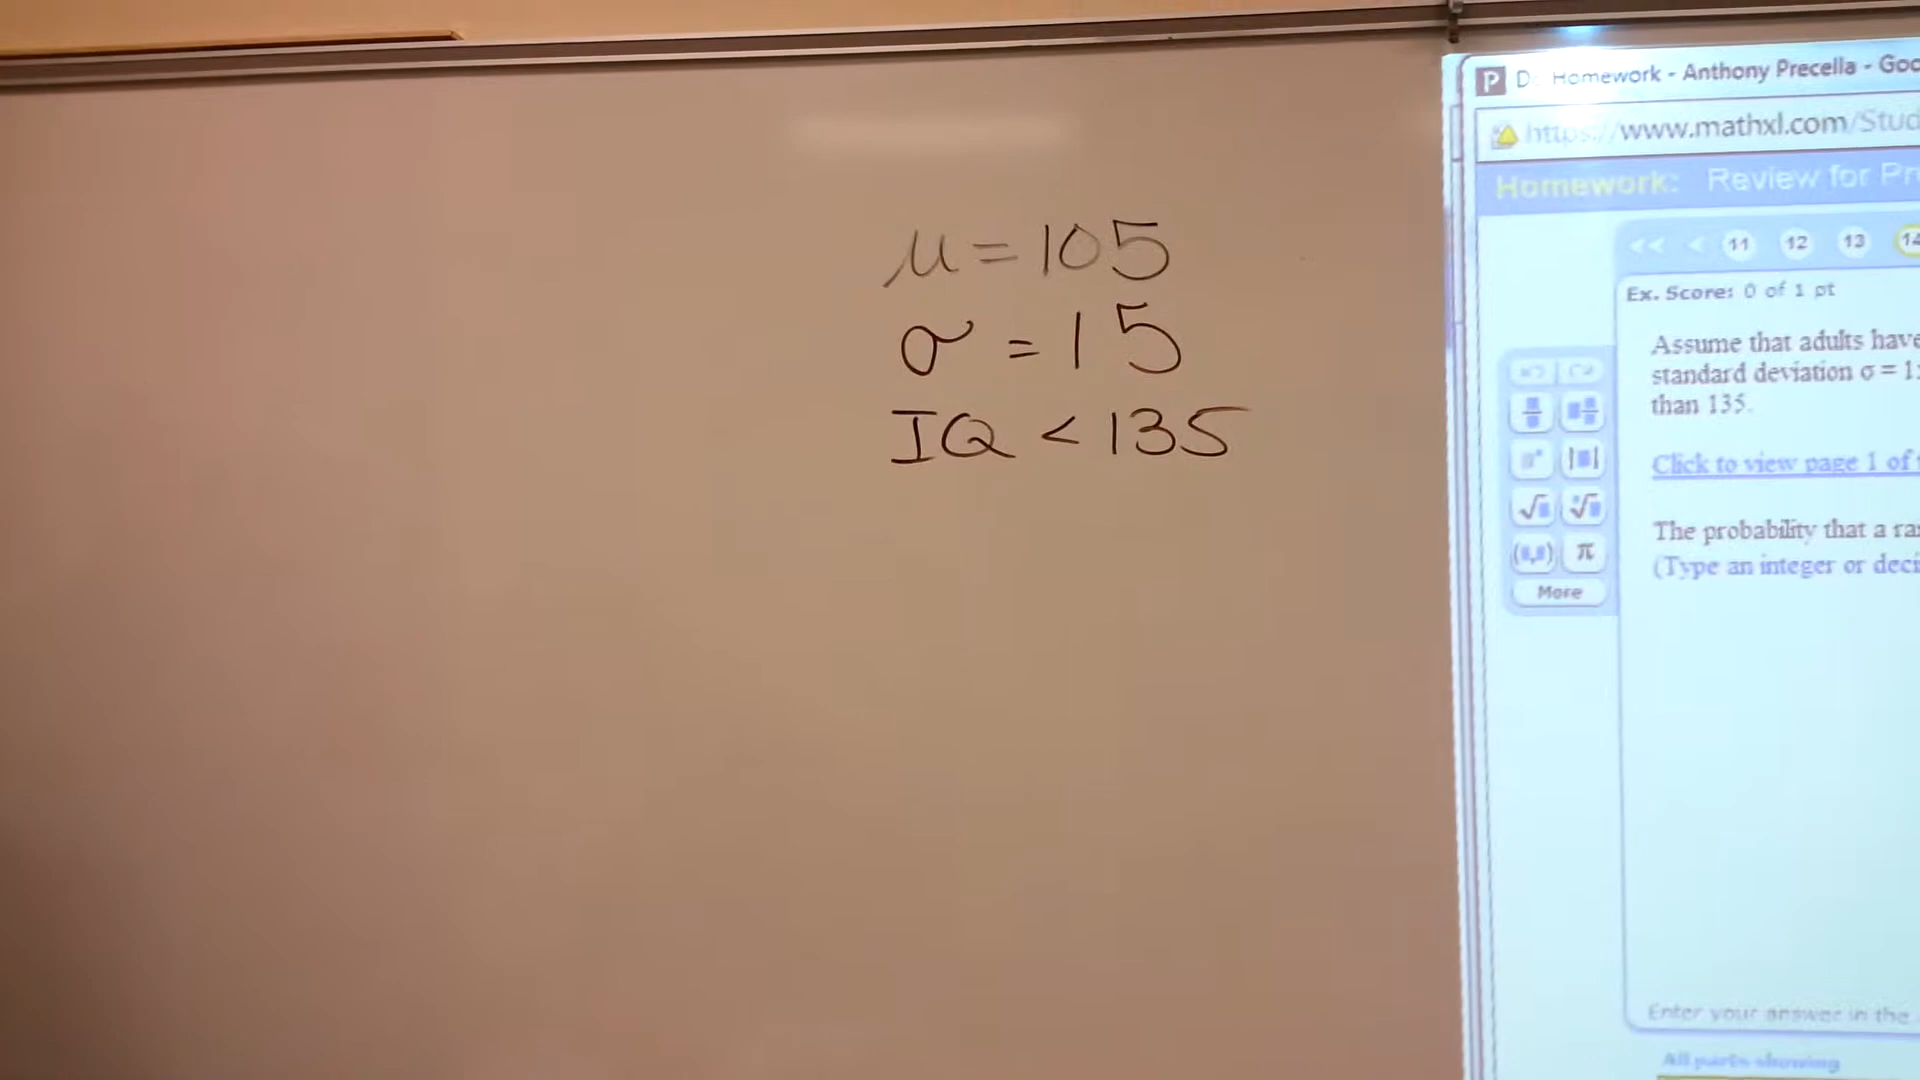 μ = 105
σ = 15
IQ < 135
Homework - Anthony Precella - Goo
https://www.mathxl.com/Stud
Homework: Review for Pr
<< < 11 12 13 14
Ex. Score: 0 of 1 pt
Assume that adults have
standard deviation σ = 1
than 135.
Click to view page 1 of
The probability that a ra
(Type an integer or deci
More
Enter your answer in the
All parts showing